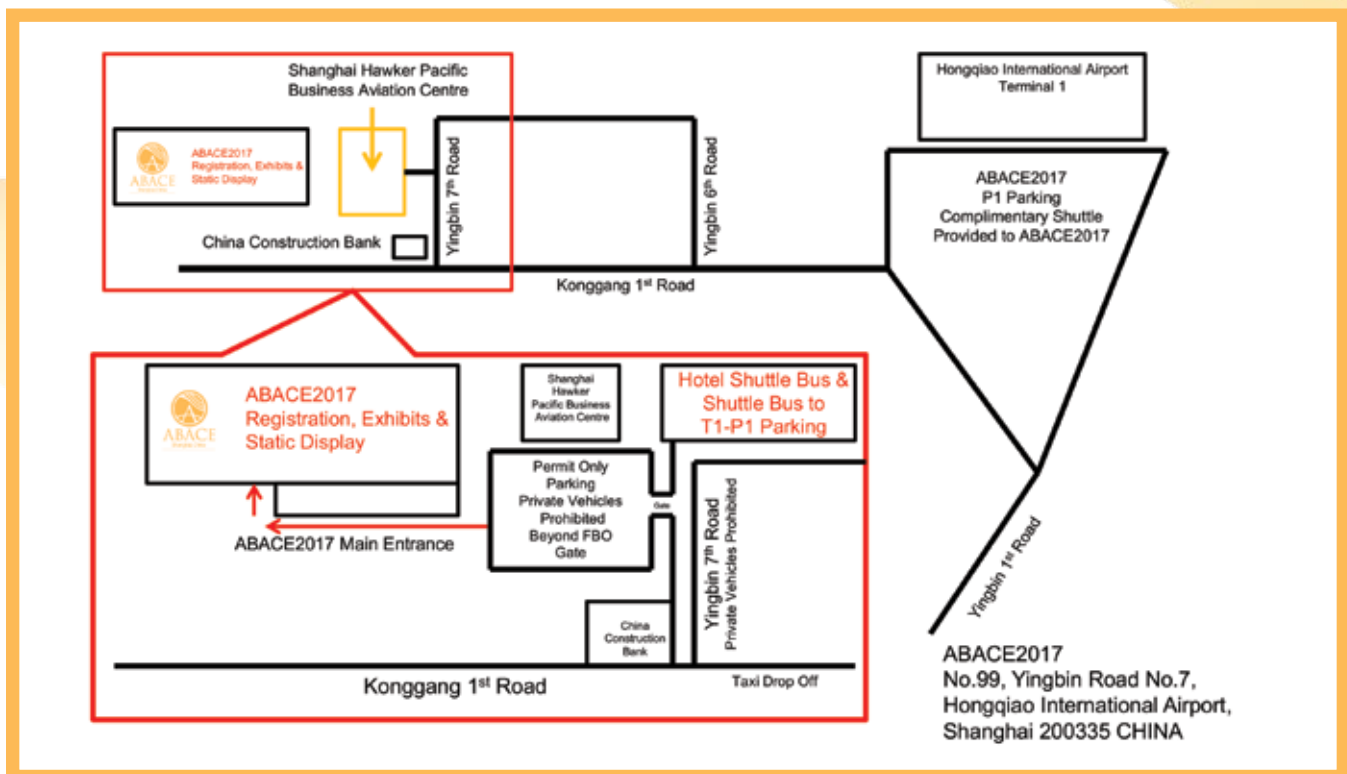 Shanghai Hawker Pacific
Business Aviation Centre
Hongqiao International Airport
Terminal 1
ABACE
ABACE2017
Registration, Exhibits &
Static Display
Yingbin 7th Road
Yingbin 6th Road
ABACE2017
P1 Parking
Complimentary Shuttle
Provided to ABACE2017
China Construction Bank
Konggang 1st Road
ABACE
ABACE2017
Registration, Exhibits &
Static Display
Shanghai
Hawker
Pacific Business
Aviation Centre
Hotel Shuttle Bus &
Shuttle Bus to
T1-P1 Parking
Permit Only
Parking
Private Vehicles
Prohibited
Beyond FBO
Gate
Gate
ABACE2017 Main Entrance
Yingbin 7th Road
Private Vehicles Prohibited
Yingbin 1st Road
China
Construction
Bank
Konggang 1st Road
Taxi Drop Off
ABACE2017
No.99, Yingbin Road No.7,
Hongqiao International Airport,
Shanghai 200335 CHINA